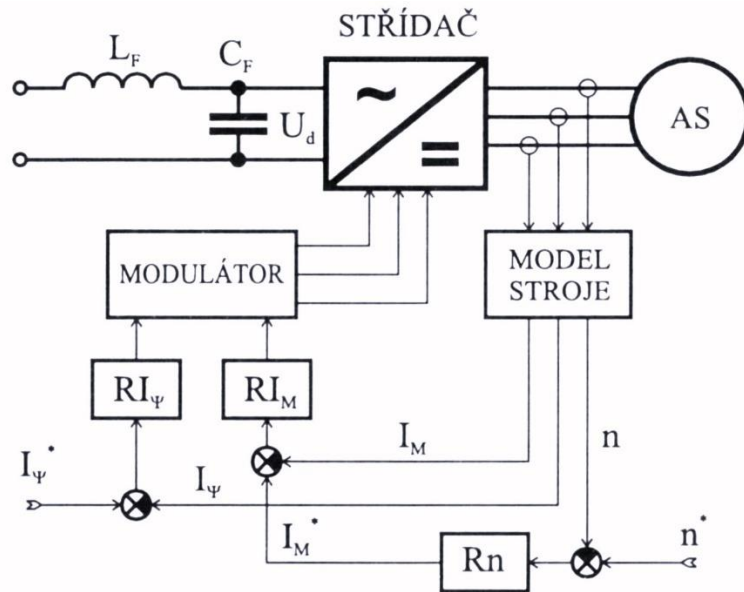 STŘÍDAČ
L_F
C_F
U_d
~
=
AS
MODULÁTOR
MODEL
STROJE
RI_Ψ
RI_M
I_M
n
I_Ψ*
I_Ψ
I_M*
Rn
n*